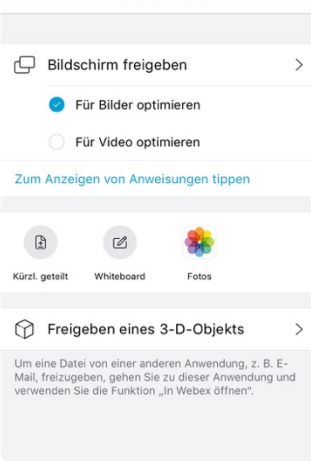 Bildschirm freigeben
Für Bilder optimieren
Für Video optimieren
Zum Anzeigen von Anweisungen tippen
Kürzl. geteilt
Whiteboard
Fotos
Freigeben eines 3-D-Objekts
Um eine Datei von einer anderen Anwendung, z. B. E-
Mail, freizugeben, gehen Sie zu dieser Anwendung und
verwenden Sie die Funktion „In Webex öffnen".